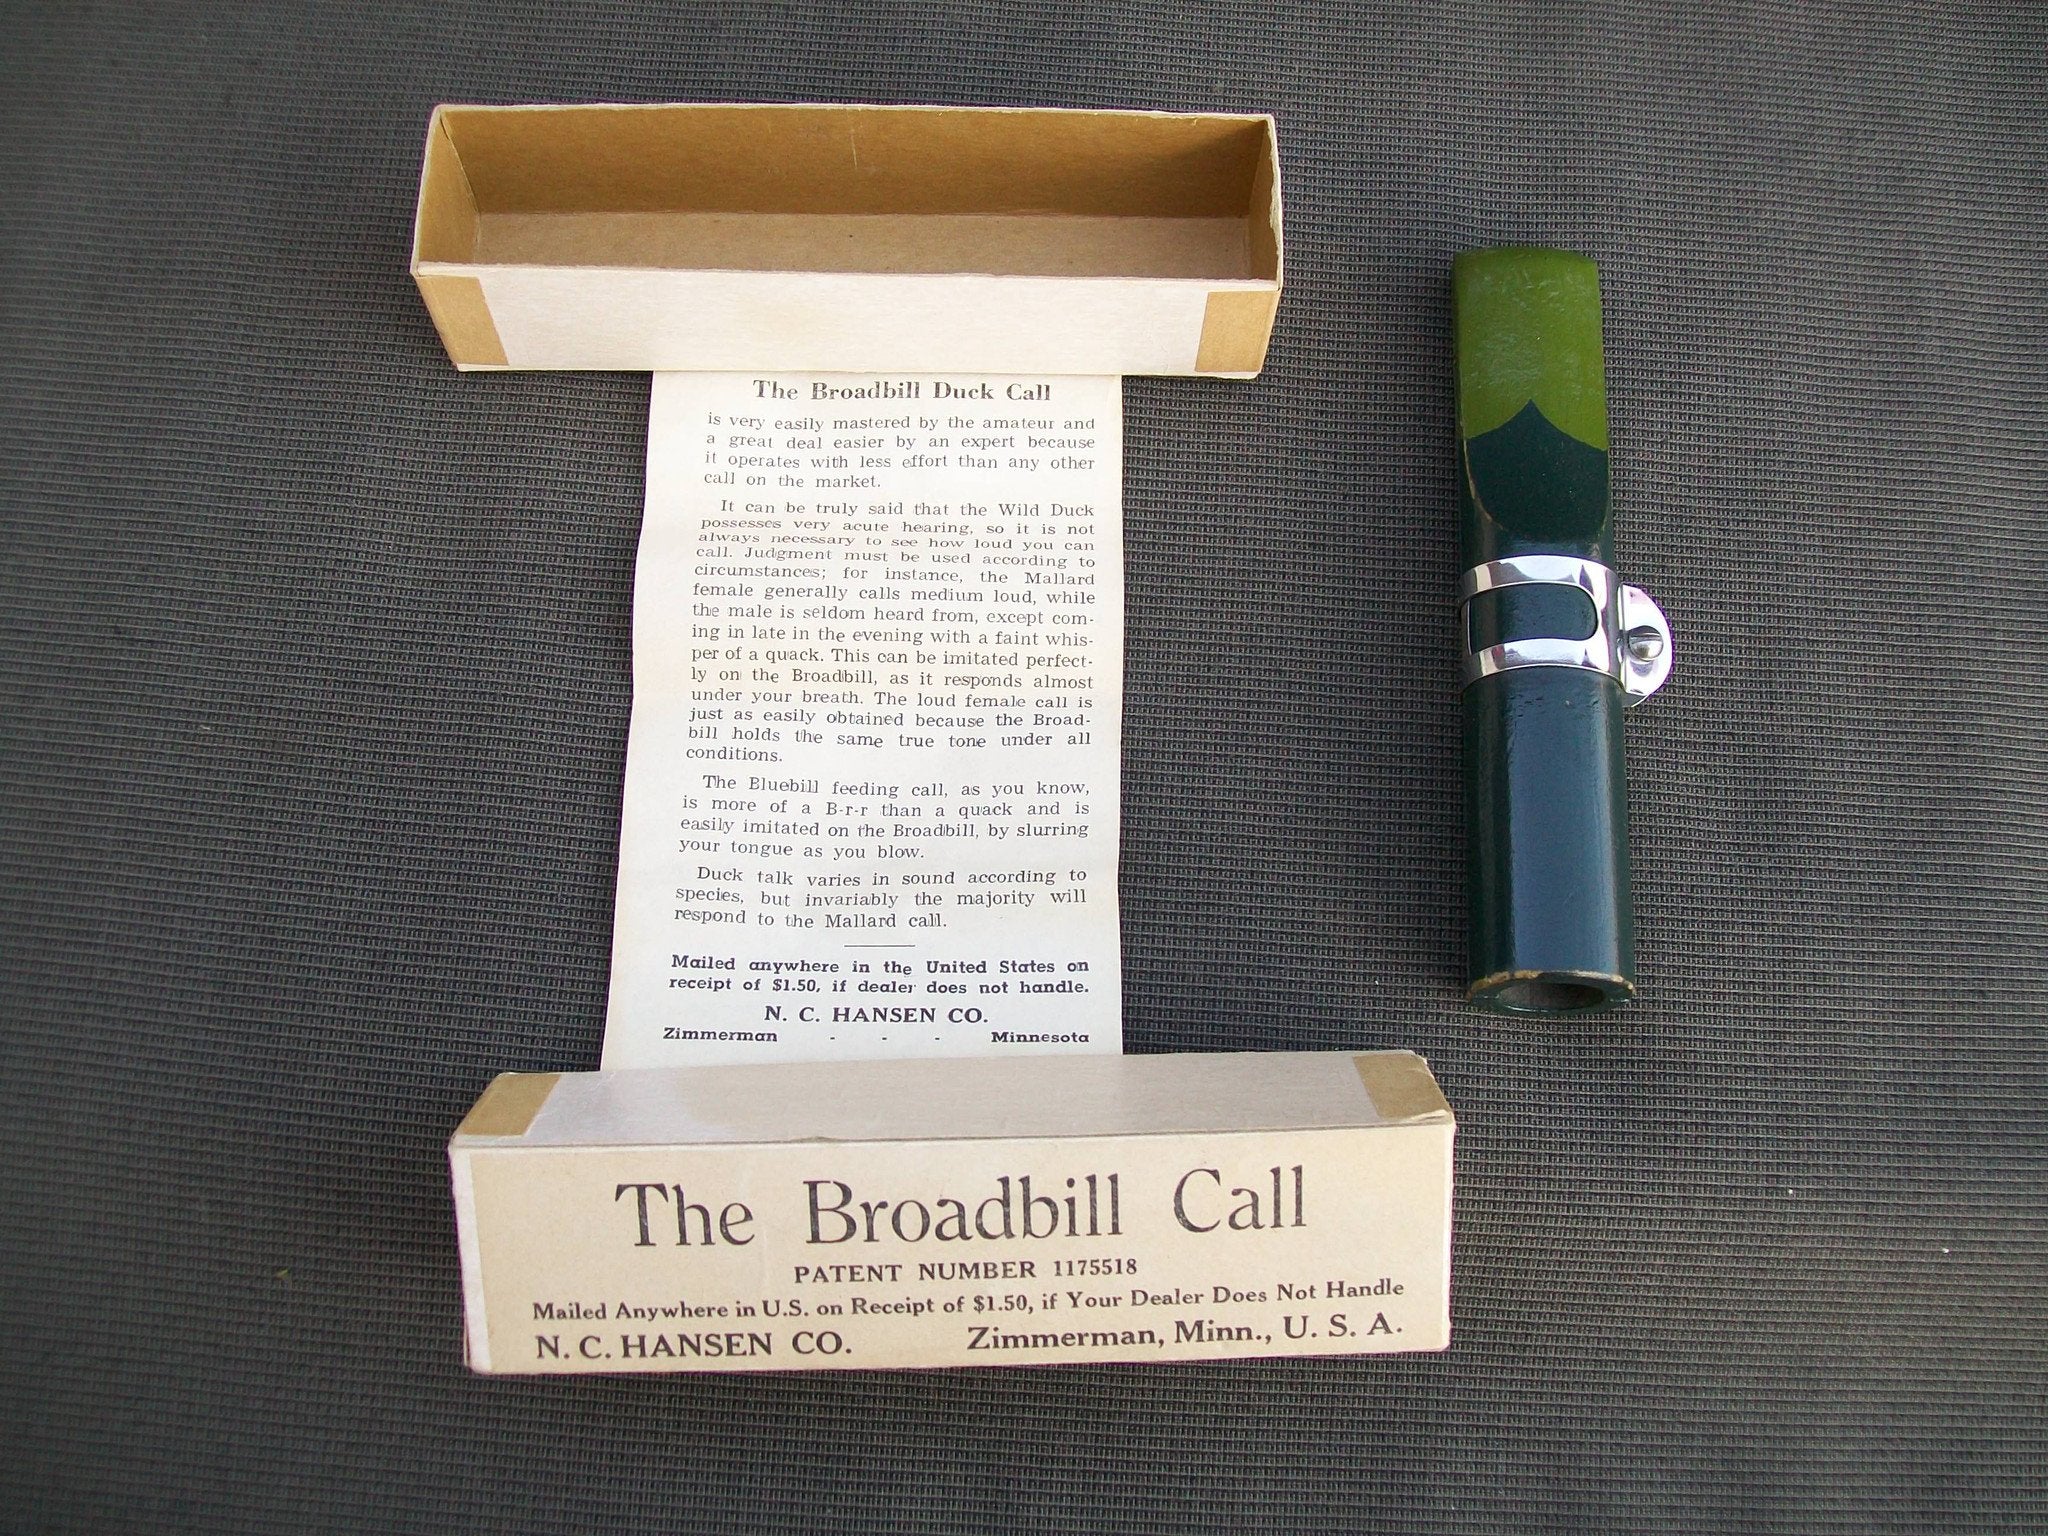 The Broadbill Duck Call
is very easily mastered by the amateur and
a great deal easier by an expert because
it operates with less effort than any other
call on the market.
It can be truly said that the Wild Duck
possesses very acute hearing, so it is not
always necessary to see how loud you can
call. Judgment must be used according to
circumstances; for instance, the Mallard
female generally calls medium loud, while
the male is seldom heard from, except com-
ing in late in the evening with a faint whis-
per of a quack. This can be imitated perfect-
ly on the Broadbill, as it responds almost
under your breath. The loud female call is
just as easily obtained because the Broad-
bill holds the same true tone under all
conditions.
The Bluebill feeding call, as you know,
is more of a B-r-r than a quack and is
easily imitated on the Broadbill, by slurring
your tongue as you blow.
Duck talk varies in sound according to
species, but invariably the majority will
respond to the Mallard call.
Mailed anywhere in the United States on
receipt of $1.50, if dealer does not handle.
N. C. HANSEN CO.
Zimmerman - - - Minnesota
The Broadbill Call
PATENT NUMBER 1175518
Mailed Anywhere in U.S. on Receipt of $1.50, if Your Dealer Does Not Handle
N. C. HANSEN CO. Zimmerman, Minn., U. S. A.